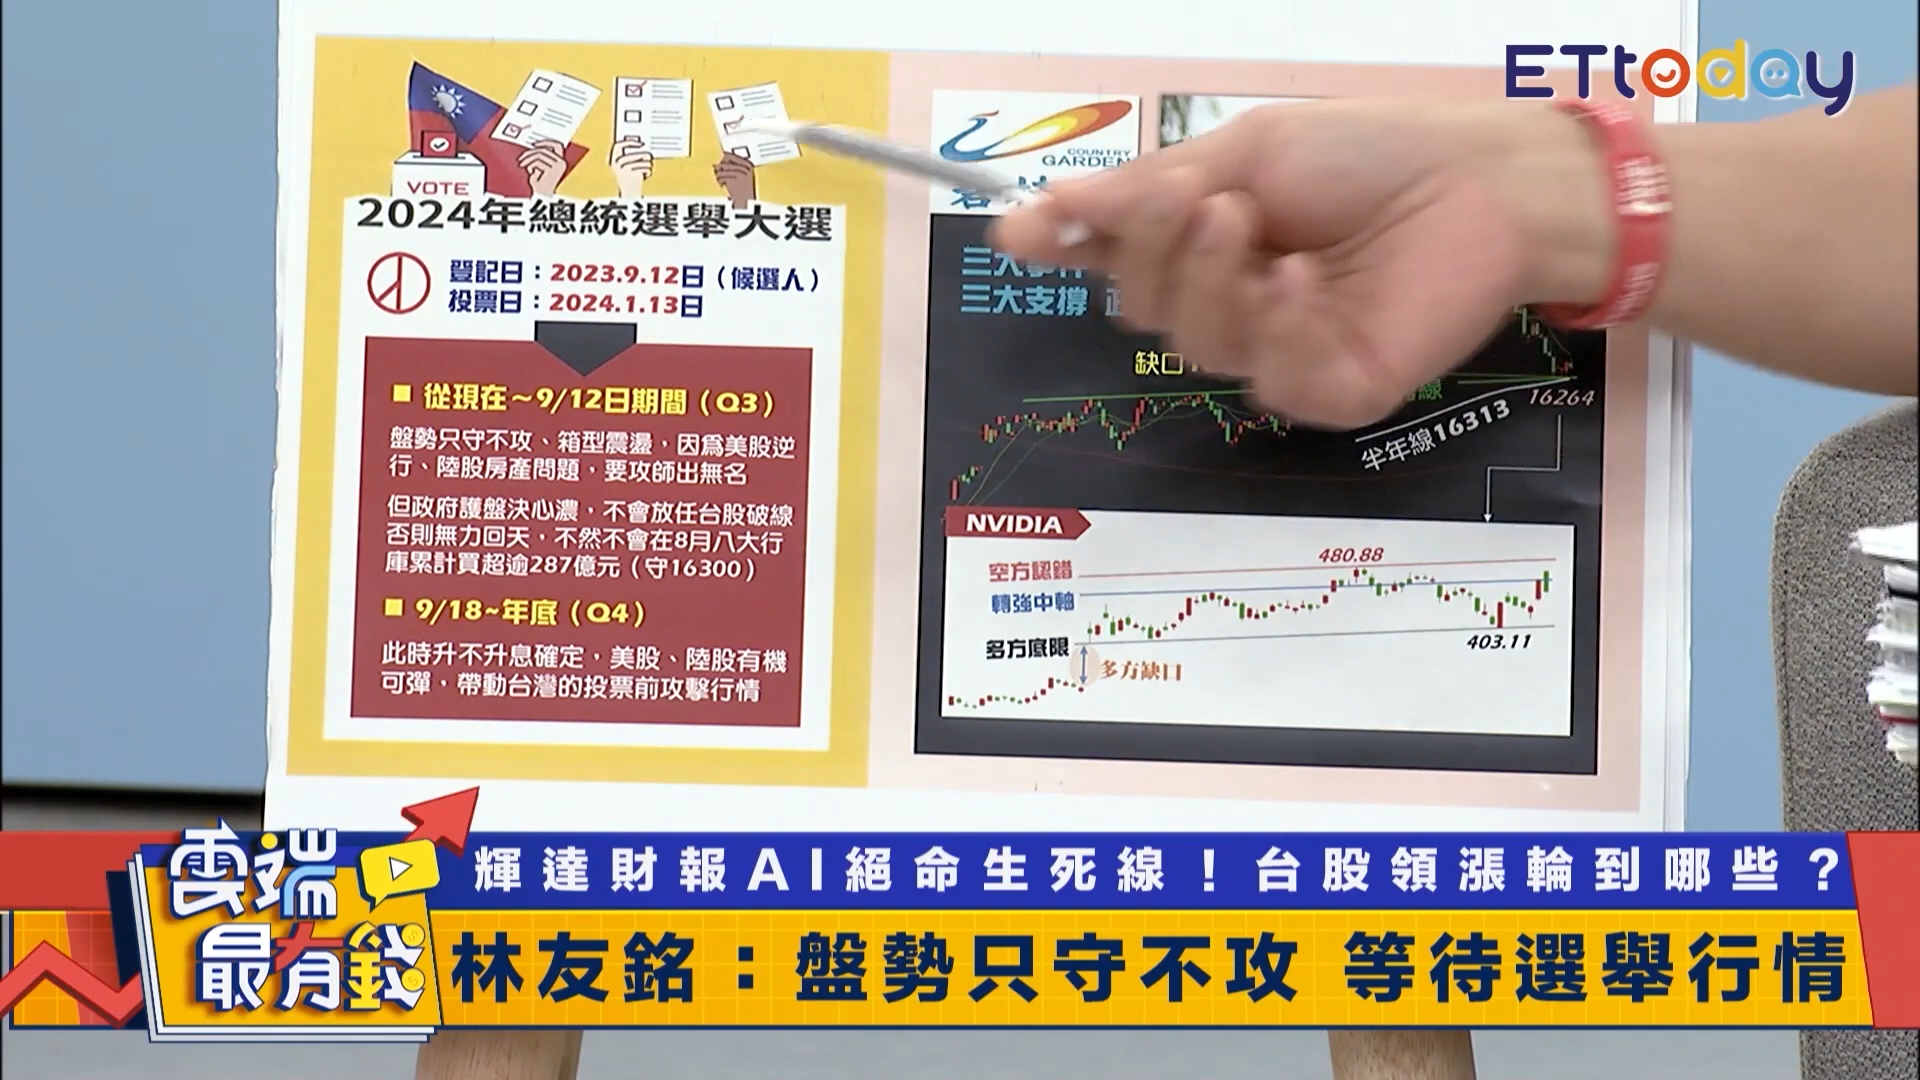 ETtoday
VOTE
2024年總統選舉大選
登記日：2023.9.12日（候選人）
投票日：2024.1.13日
■ 從現在～9/12日期間（Q3）
盤勢只守不攻、箱型震盪，因為美股逆
行、陸股房產問題，要攻師出無名
但政府護盤決心濃，不會放任台股破線
否則無力回天，不然不會在8月八大行
庫累計買超逾287億元（守16300）
■ 9/18~年底（Q4）
此時升不升息確定，美股、陸股有機
可彈，帶動台灣的投票前攻擊行情
COUNTRY
GARDEN
三大事件
三大支撐
缺口
線
16264
半年線16313
NVIDIA
480.88
空方認錯
轉強中軸
多方底限
多方缺口
403.11
雲端
最有錢
輝達財報AI絕命生死線！台股領漲輪到哪些？
林友銘：盤勢只守不攻 等待選舉行情